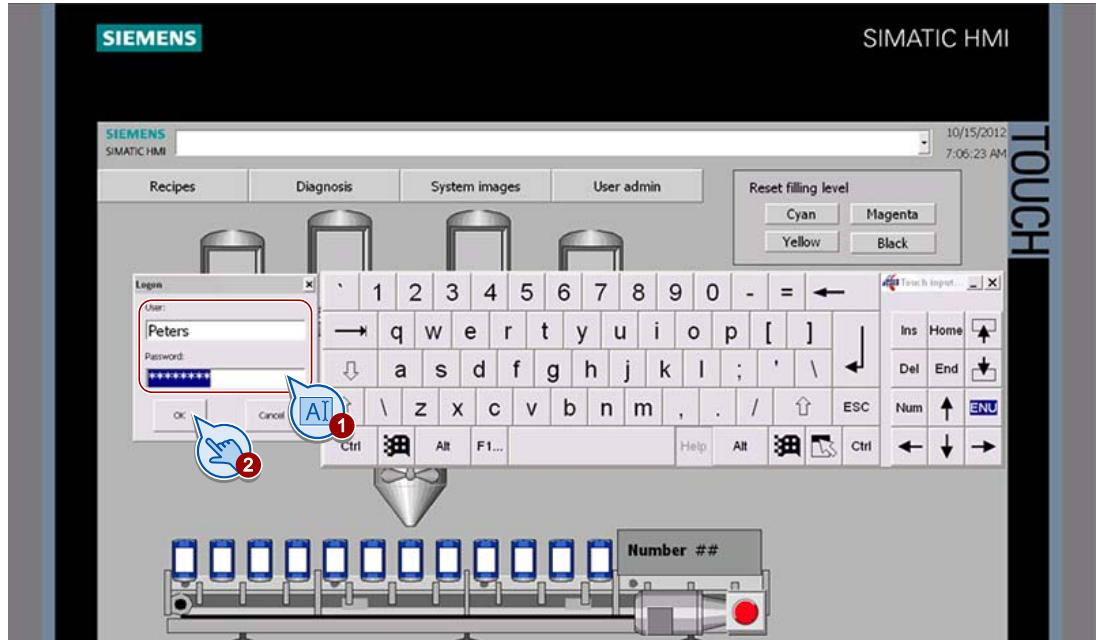 SIEMENS
SIMATIC HMI
TOUCH
SIEMENS
SIMATIC HMI
10/15/2012
7:06:23 AM
Recipes Diagnosis System images User admin
Reset filling level
Cyan Magenta
Yellow Black
Logon x
User:
Peters
Password:
********
OK Cancel
AI 1
2
` 1 2 3 4 5 6 7 8 9 0 - =
q w e r t y u i o p [ ]
a s d f g h j k l ; ' \
\ z x c v b n m , . / ESC
Ctrl Alt F1... Help Alt Ctrl
Touch input... _ X
Ins Home
Del End
Num ENU
Number ##